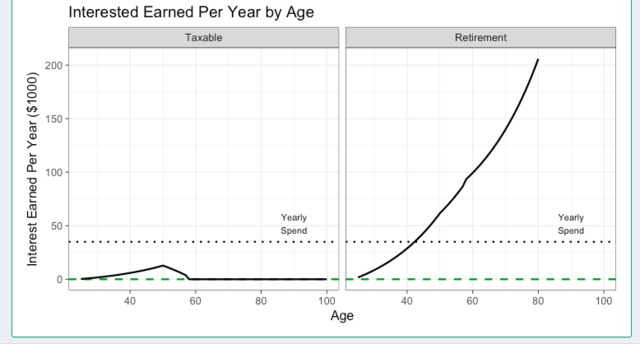 Interested Earned Per Year by Age
Taxable
Retirement
Interest Earned Per Year ($1000)
200
150
100
50
0
Yearly
Spend
Yearly
Spend
40
60
80
100
40
60
80
100
Age